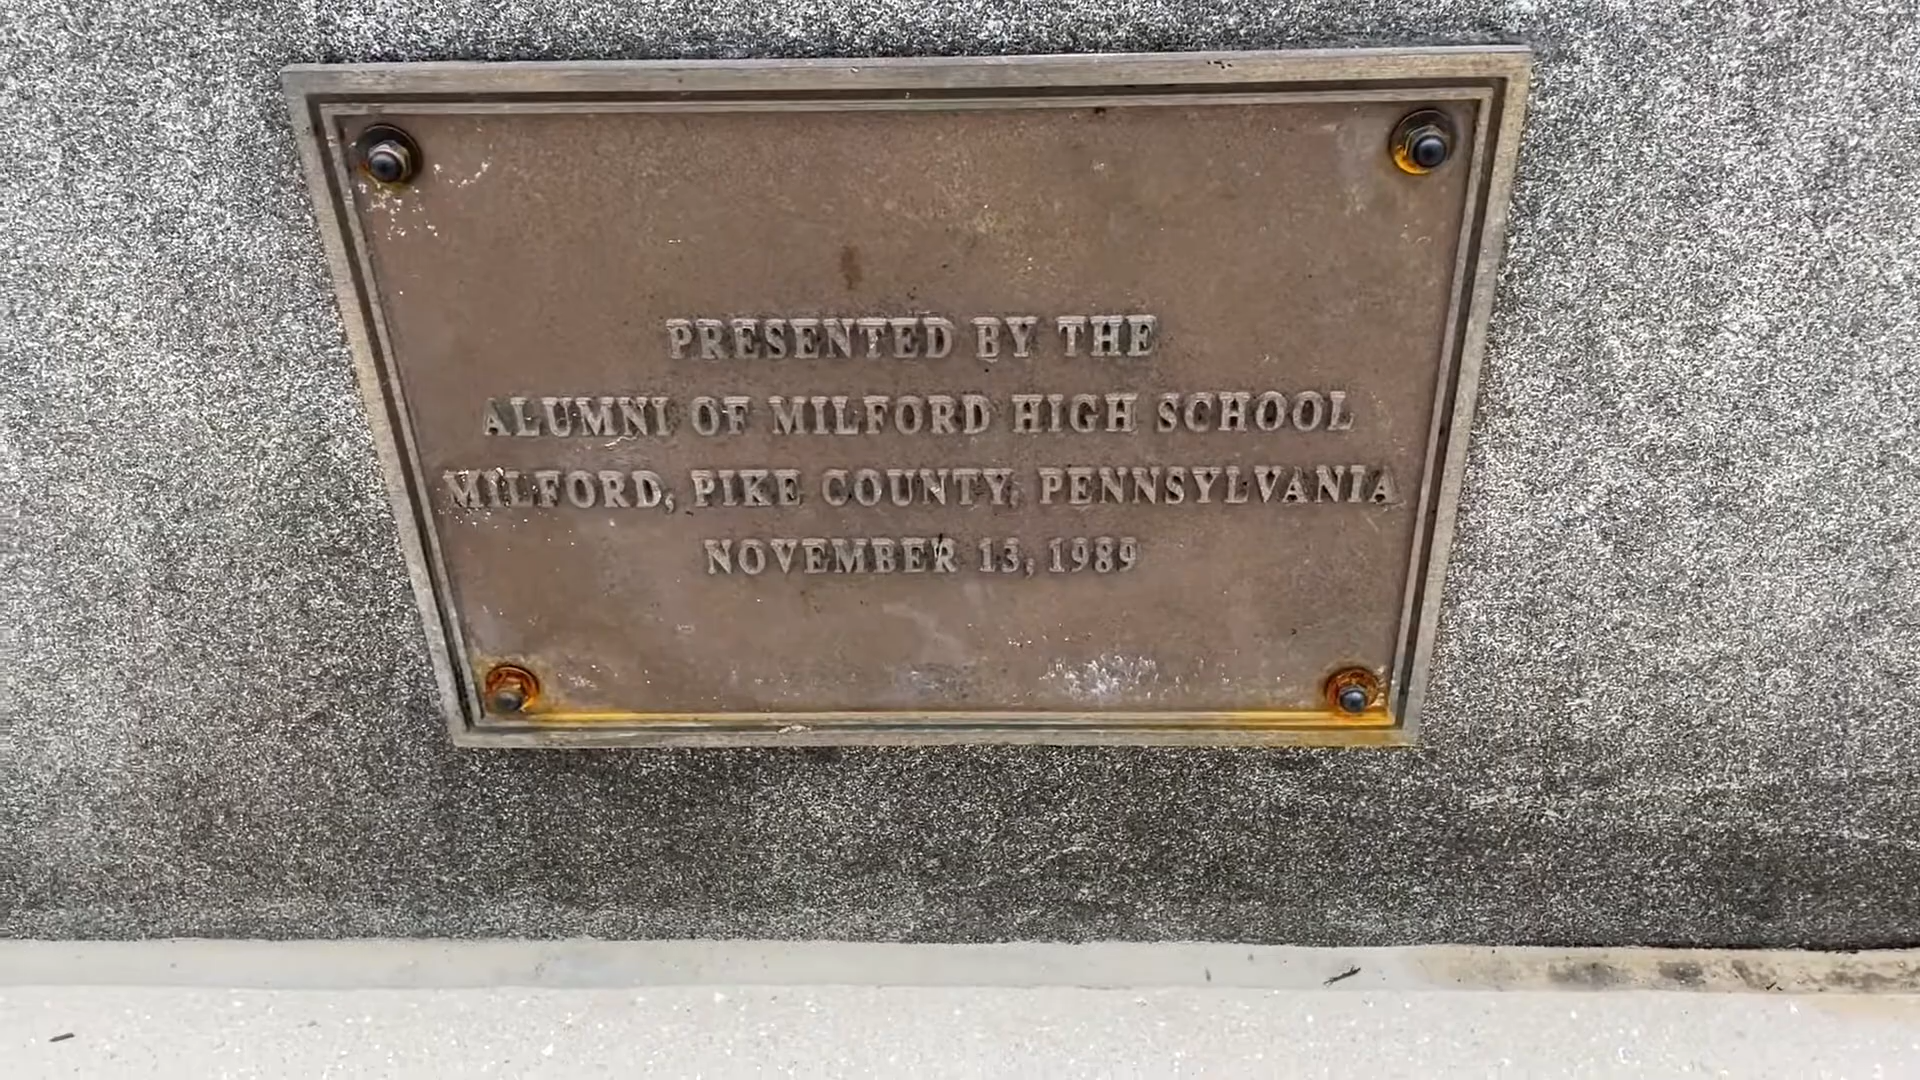 PRESENTED BY THE
ALUMNI OF MILFORD HIGH SCHOOL
MILFORD, PIKE COUNTY, PENNSYLVANIA
NOVEMBER 13, 1989